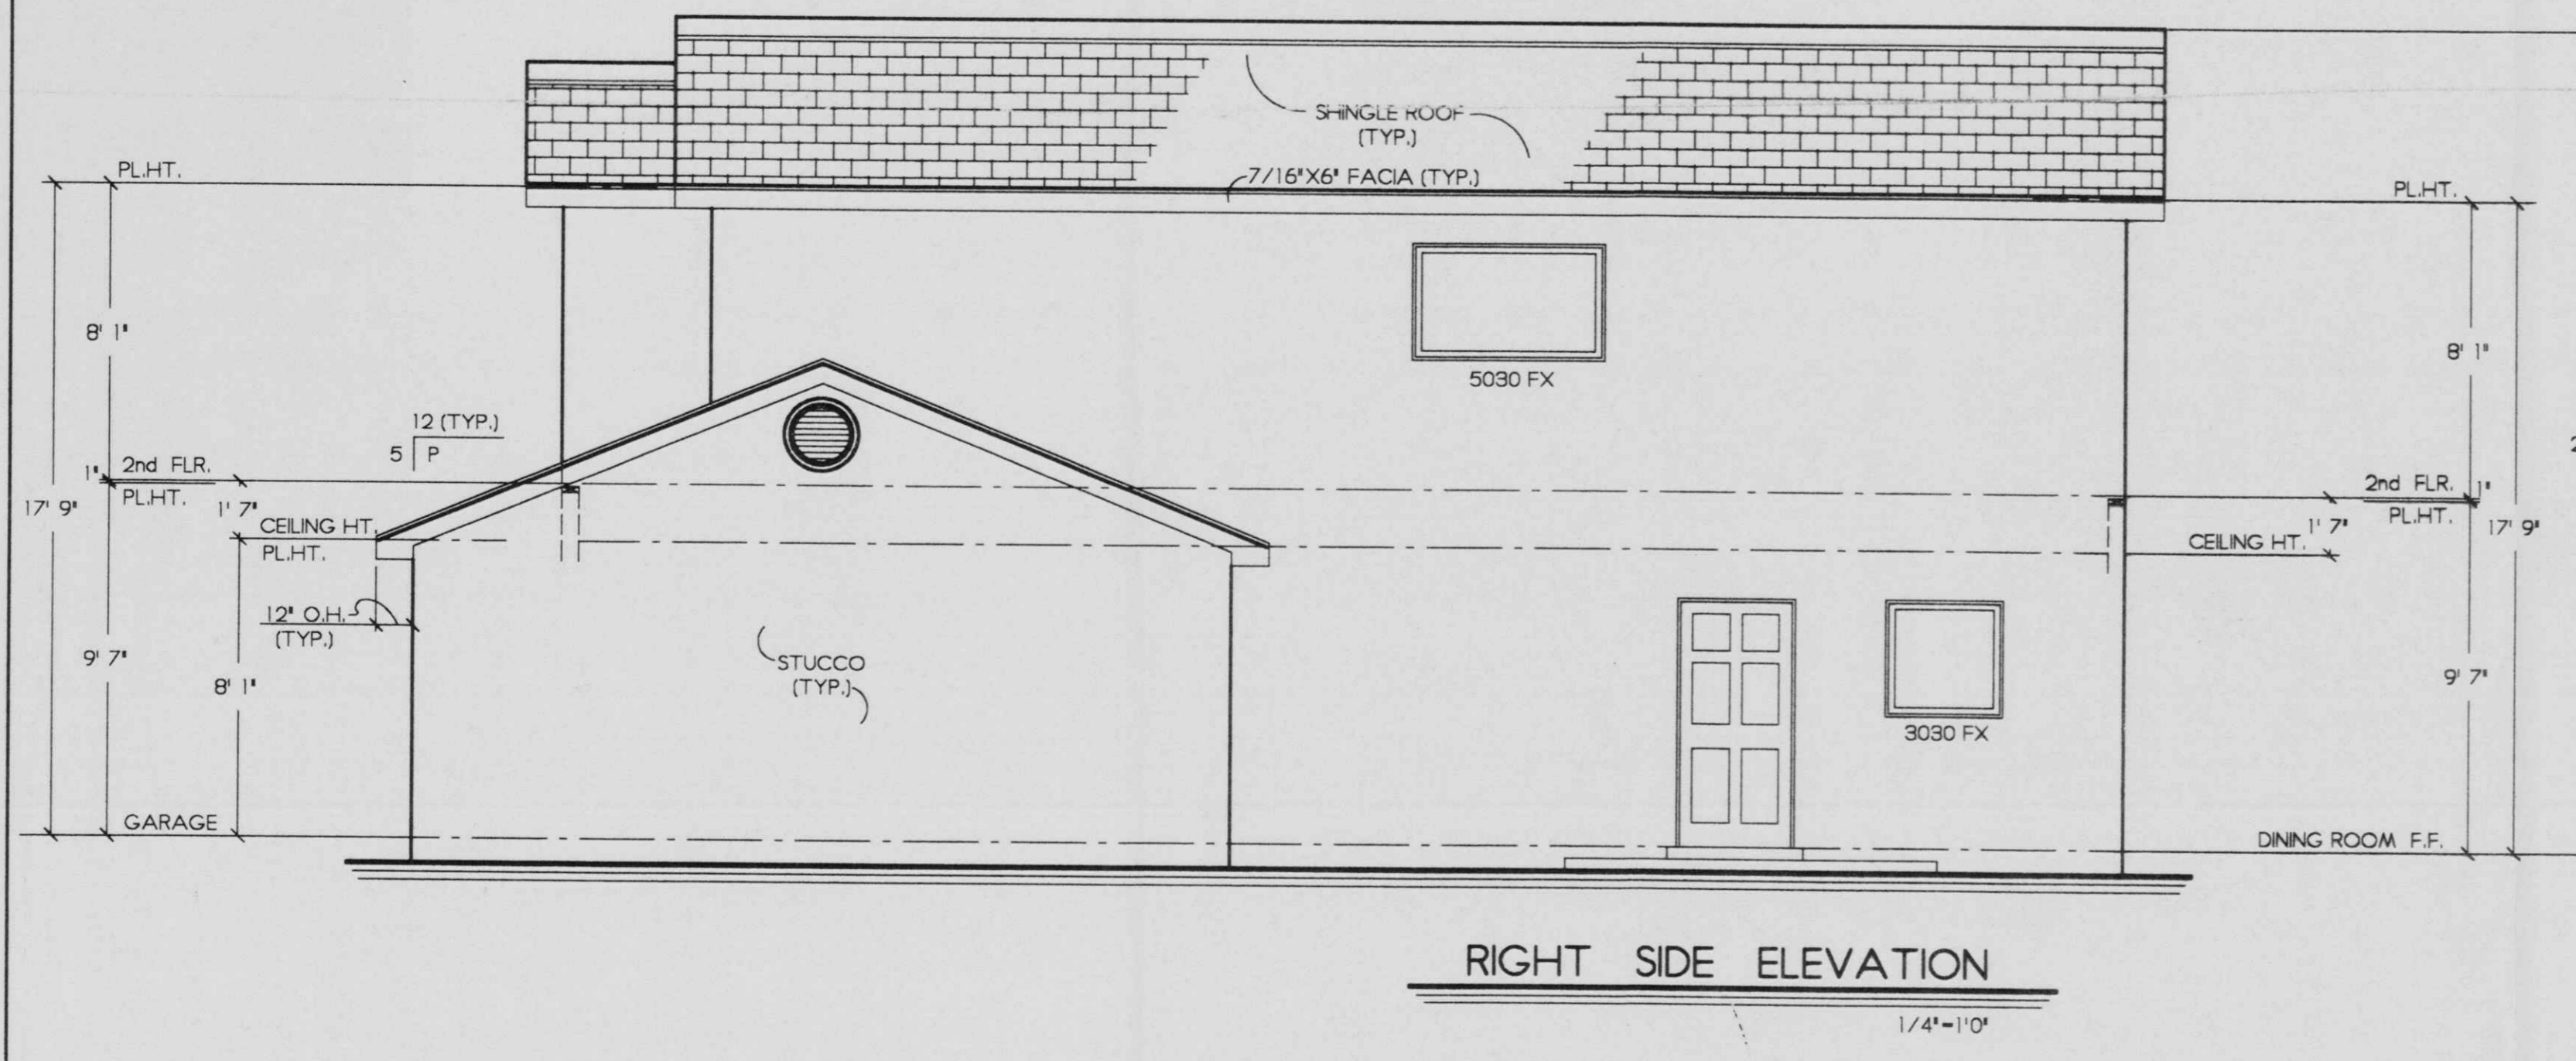 SHINGLE ROOF
(TYP.)
PL.HT.
7/16"X6" FACIA (TYP.)
PL.HT.
8' 1"
8' 1"
5030 FX
12 (TYP.)
5 P
1" 2nd FLR.
PL.HT.
2nd FLR. 1"
PL.HT.
17' 9"
1' 7"
CEILING HT.
PL.HT.
1' 7"
17' 9"
CEILING HT.
12" O.H.
(TYP.)
9' 7"
8' 1"
STUCCO
(TYP.)
9' 7"
3030 FX
GARAGE
DINING ROOM F.F.
RIGHT SIDE ELEVATION
1/4"-1'0"